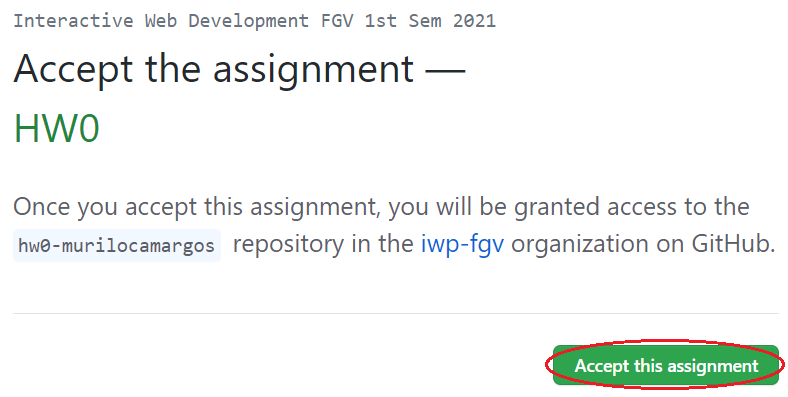 Interactive Web Development FGV 1st Sem 2021
Accept the assignment —
HW0
Once you accept this assignment, you will be granted access to the
hw0-murilocamargos repository in the iwp-fgv organization on GitHub.
Accept this assignment